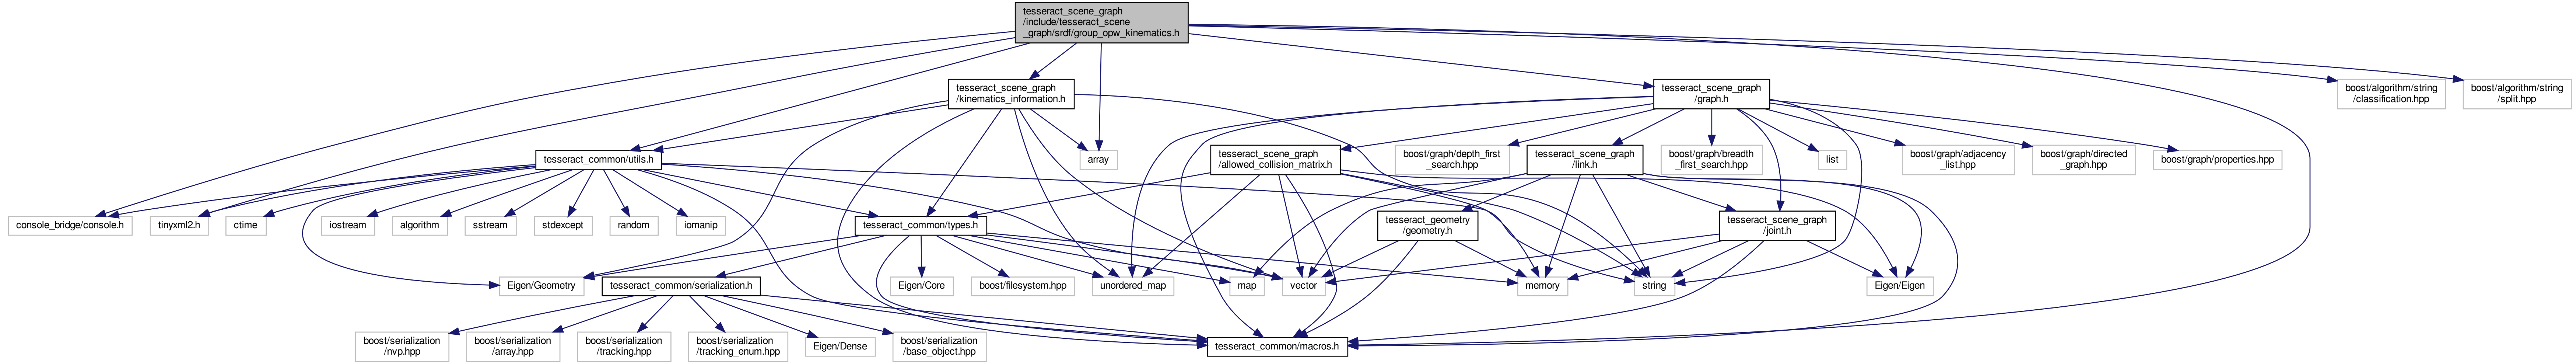 tesseract_scene_graph
/include/tesseract_scene
_graph/srdf/group_opw_kinematics.h
tesseract_scene_graph
/kinematics_information.h
tesseract_scene_graph
/graph.h
boost/algorithm/string
/classification.hpp
boost/algorithm/string
/split.hpp
tesseract_common/utils.h
array
tesseract_scene_graph
/allowed_collision_matrix.h
boost/graph/depth_first
_search.hpp
tesseract_scene_graph
/link.h
boost/graph/breadth
_first_search.hpp
list
boost/graph/adjacency
_list.hpp
boost/graph/directed
_graph.hpp
boost/graph/properties.hpp
console_bridge/console.h
tinyxml2.h
ctime
iostream
algorithm
sstream
stdexcept
random
iomanip
tesseract_common/types.h
tesseract_geometry
/geometry.h
tesseract_scene_graph
/joint.h
Eigen/Geometry
tesseract_common/serialization.h
Eigen/Core
boost/filesystem.hpp
unordered_map
map
vector
memory
string
Eigen/Eigen
boost/serialization
/nvp.hpp
boost/serialization
/array.hpp
boost/serialization
/tracking.hpp
boost/serialization
/tracking_enum.hpp
Eigen/Dense
boost/serialization
/base_object.hpp
tesseract_common/macros.h